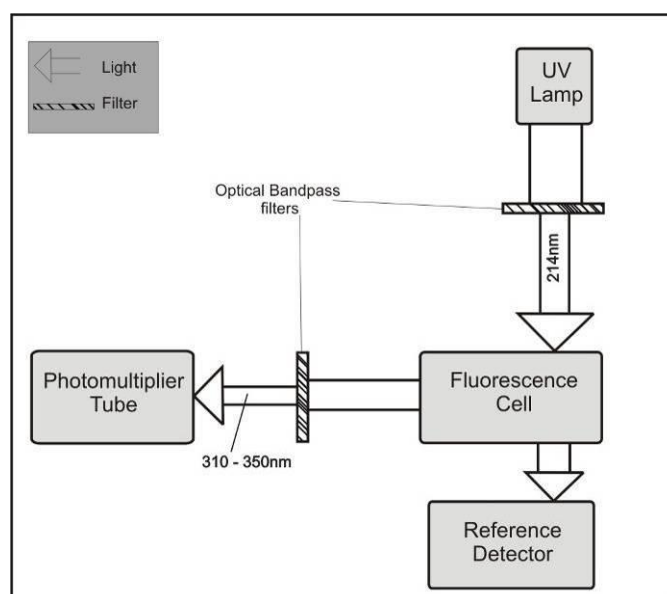 Light
Filter
UV
Lamp
Optical Bandpass
filters
214nm
Photomultiplier
Tube
310 - 350nm
Fluorescence
Cell
Reference
Detector